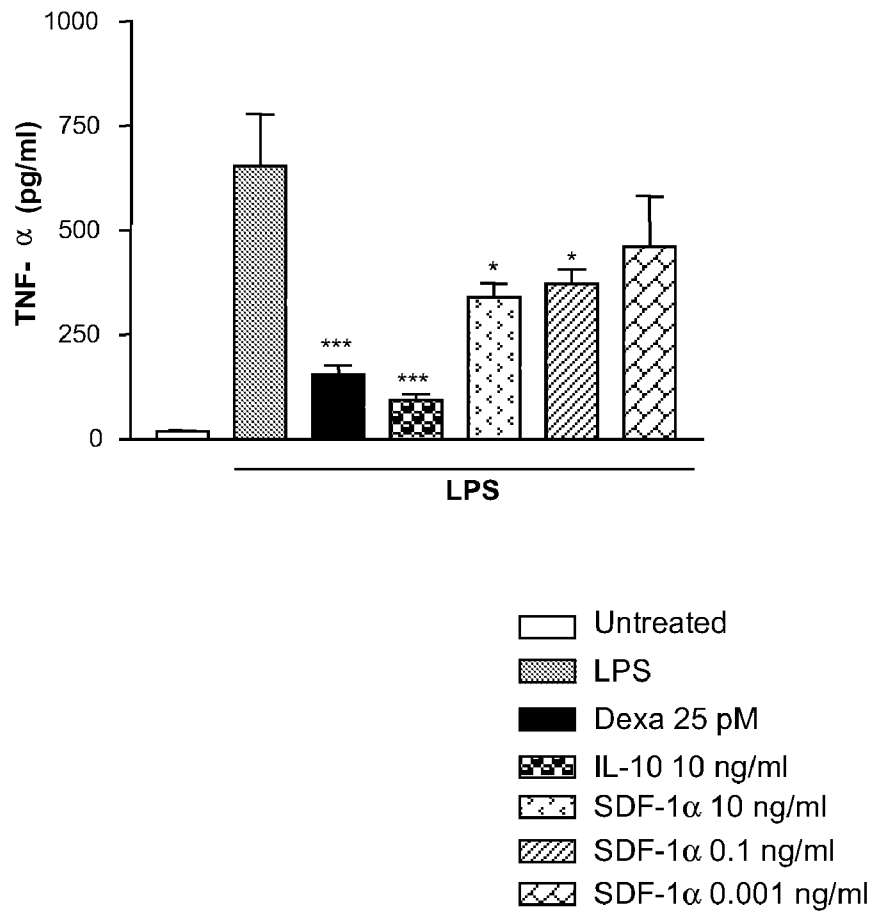 1000
750
500
250
0
TNF- α (pg/ml)
***
***
*
*
LPS
Untreated
LPS
Dexa 25 pM
IL-10 10 ng/ml
SDF-1α 10 ng/ml
SDF-1α 0.1 ng/ml
SDF-1α 0.001 ng/ml